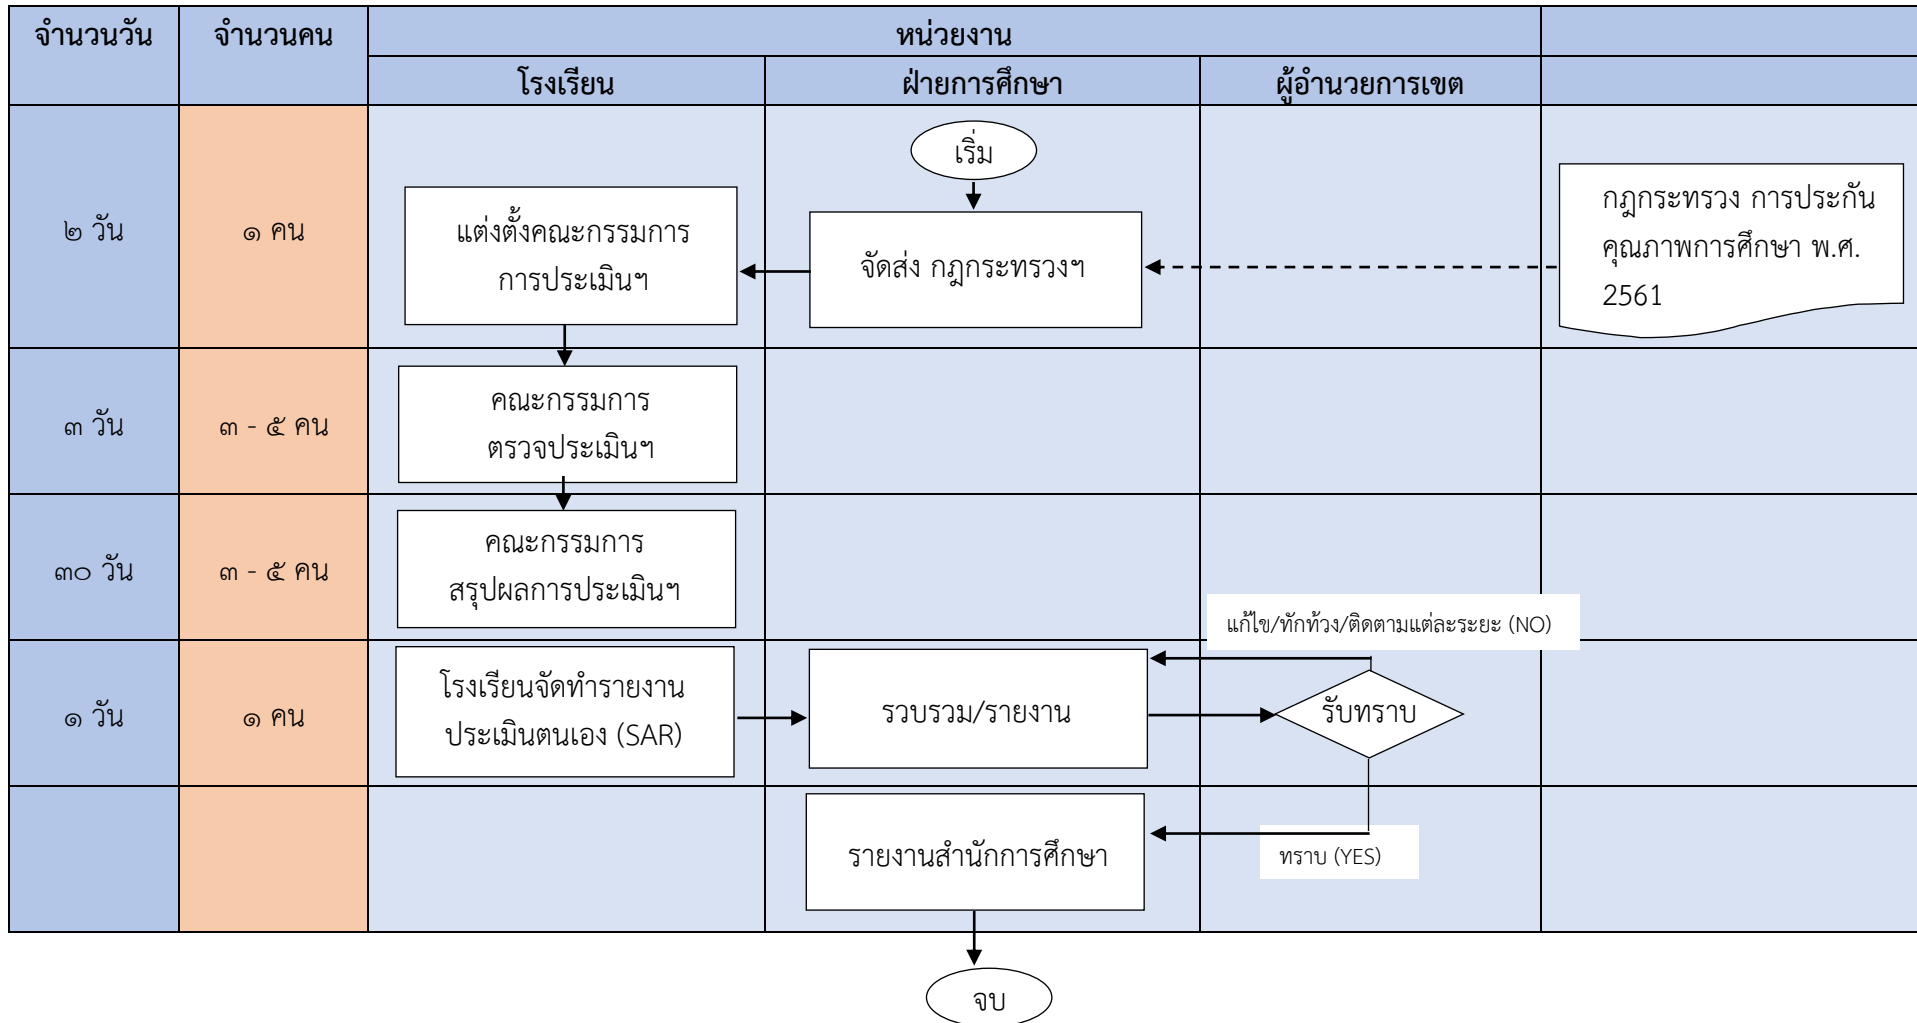 จำนวนวัน
จำนวนคน
หน่วยงาน
โรงเรียน
ฝ่ายการศึกษา
ผู้อำนวยการเขต
เริ่ม
๒ วัน
๑ คน
แต่งตั้งคณะกรรมการ
การประเมินฯ
จัดส่ง กฎกระทรวงฯ
กฎกระทรวง การประกัน
คุณภาพการศึกษา พ.ศ.
2561
๓ วัน
๓ - ๕ คน
คณะกรรมการ
ตรวจประเมินฯ
๓๐ วัน
๓ - ๕ คน
คณะกรรมการ
สรุปผลการประเมินฯ
แก้ไข/ทักท้วง/ติดตามแต่ละระยะ (NO)
๑ วัน
๑ คน
โรงเรียนจัดทำรายงาน
ประเมินตนเอง (SAR)
รวบรวม/รายงาน
รับทราบ
รายงานสำนักการศึกษา
ทราบ (YES)
จบ